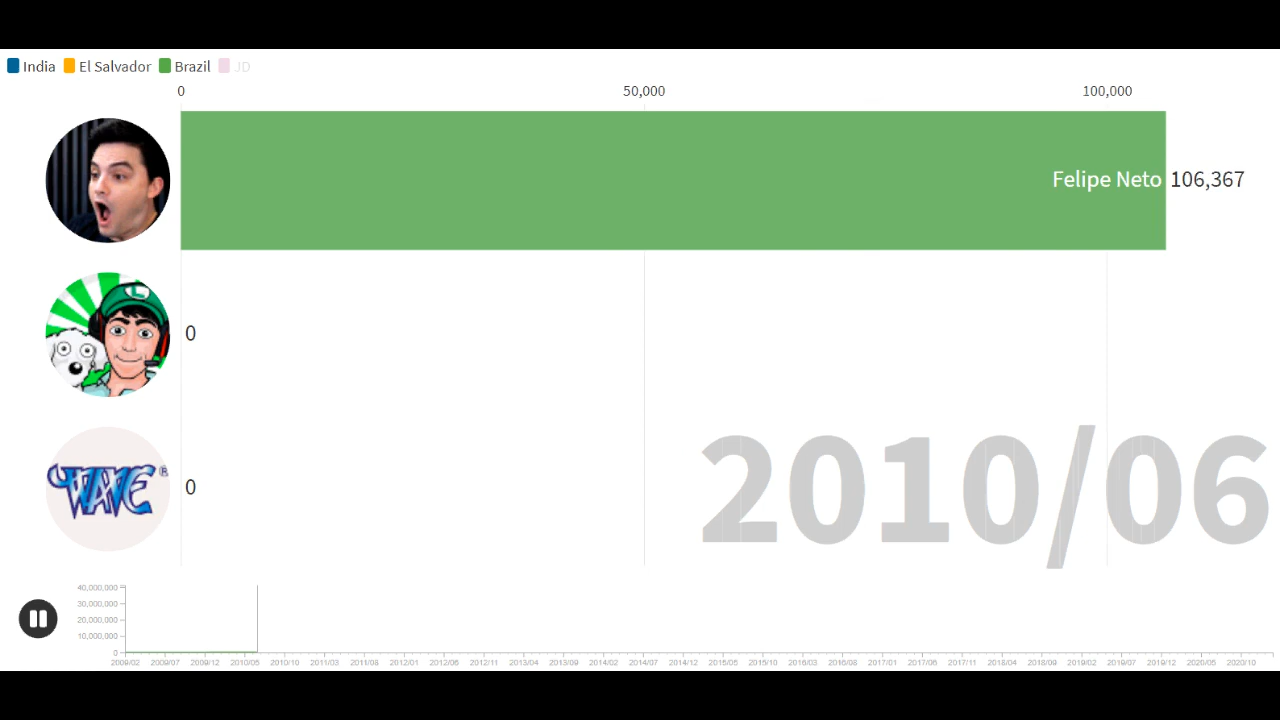 India El Salvador Brazil JD
0 50,000 100,000
Felipe Neto 106,367
L
0
WAVE ®
0
2010/06
40,000,000
30,000,000
20,000,000
10,000,000
0
2009/02 2009/07 2009/12 2010/05 2010/10 2011/03 2011/08 2012/01 2012/06 2012/11 2013/04 2013/09 2014/02 2014/07 2014/12 2015/05 2015/10 2016/03 2016/08 2017/01 2017/06 2017/11 2018/04 2018/09 2019/02 2019/07 2019/12 2020/05 2020/10